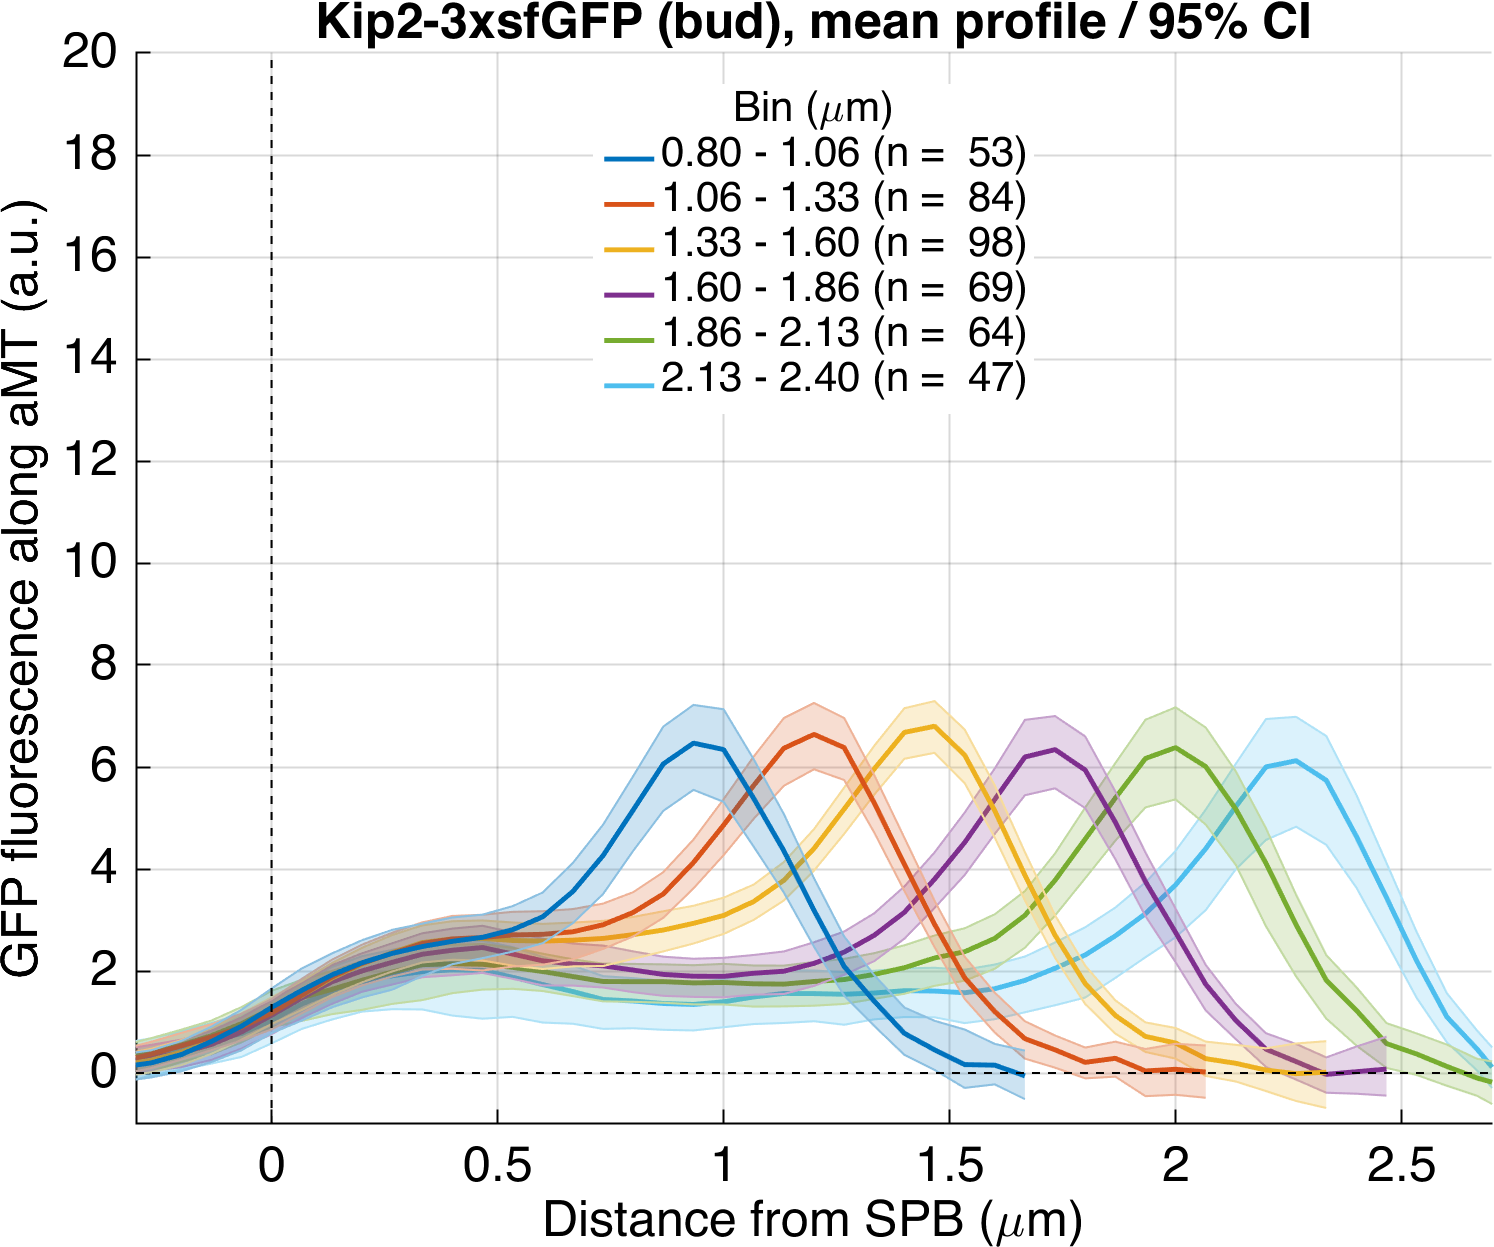 Kip2-3xsfGFP (bud), mean profile / 95% CI
GFP fluorescence along aMT (a.u.)
20
18
16
14
12
10
8
6
4
2
0
Bin (μm)
0.80 - 1.06 (n = 53)
1.06 - 1.33 (n = 84)
1.33 - 1.60 (n = 98)
1.60 - 1.86 (n = 69)
1.86 - 2.13 (n = 64)
2.13 - 2.40 (n = 47)
0 0.5 1 1.5 2 2.5
Distance from SPB (μm)